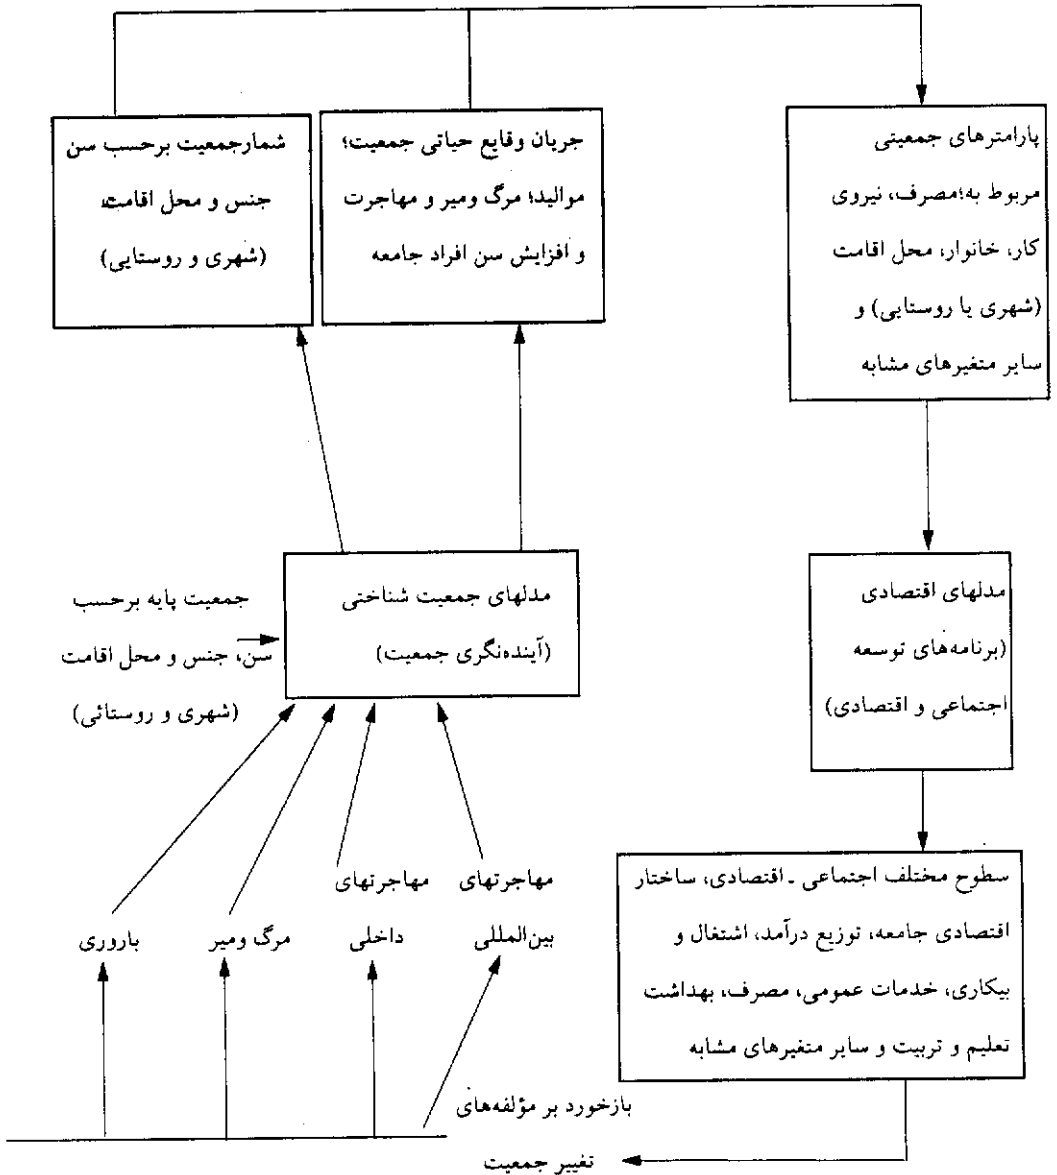 شمارجمعیت برحسب سن
جنس و محل اقامت
(شهری و روستایی)
جریان وقایع حیاتی جمعیت؛
موالید؛ مرگ ومیر و مهاجرت
و افزایش سن افراد جامعه
پارامترهای جمعیتی
مربوط به؛مصرف، نیروی
کار، خانوار، محل اقامت
(شهری یا روستایی) و
سایر متغیرهای مشابه
جمعیت پایه برحسب
سن، جنس و محل اقامت
(شهری و روستائی)
مدلهای جمعیت شناختی
(آینده‌نگری جمعیت)
مدلهای اقتصادی
(برنامه‌های توسعه
اجتماعی و اقتصادی)
باروری
مرگ ومیر
مهاجرتهای
داخلی
مهاجرتهای
بین‌المللی
سطوح مختلف اجتماعی ـ اقتصادی، ساختار
اقتصادی جامعه، توزیع درآمد، اشتغال و
بیکاری، خدمات عمومی، مصرف، بهداشت
تعلیم و تربیت و سایر متغیرهای مشابه
بازخورد بر مؤلفه‌های
تغییر جمعیت